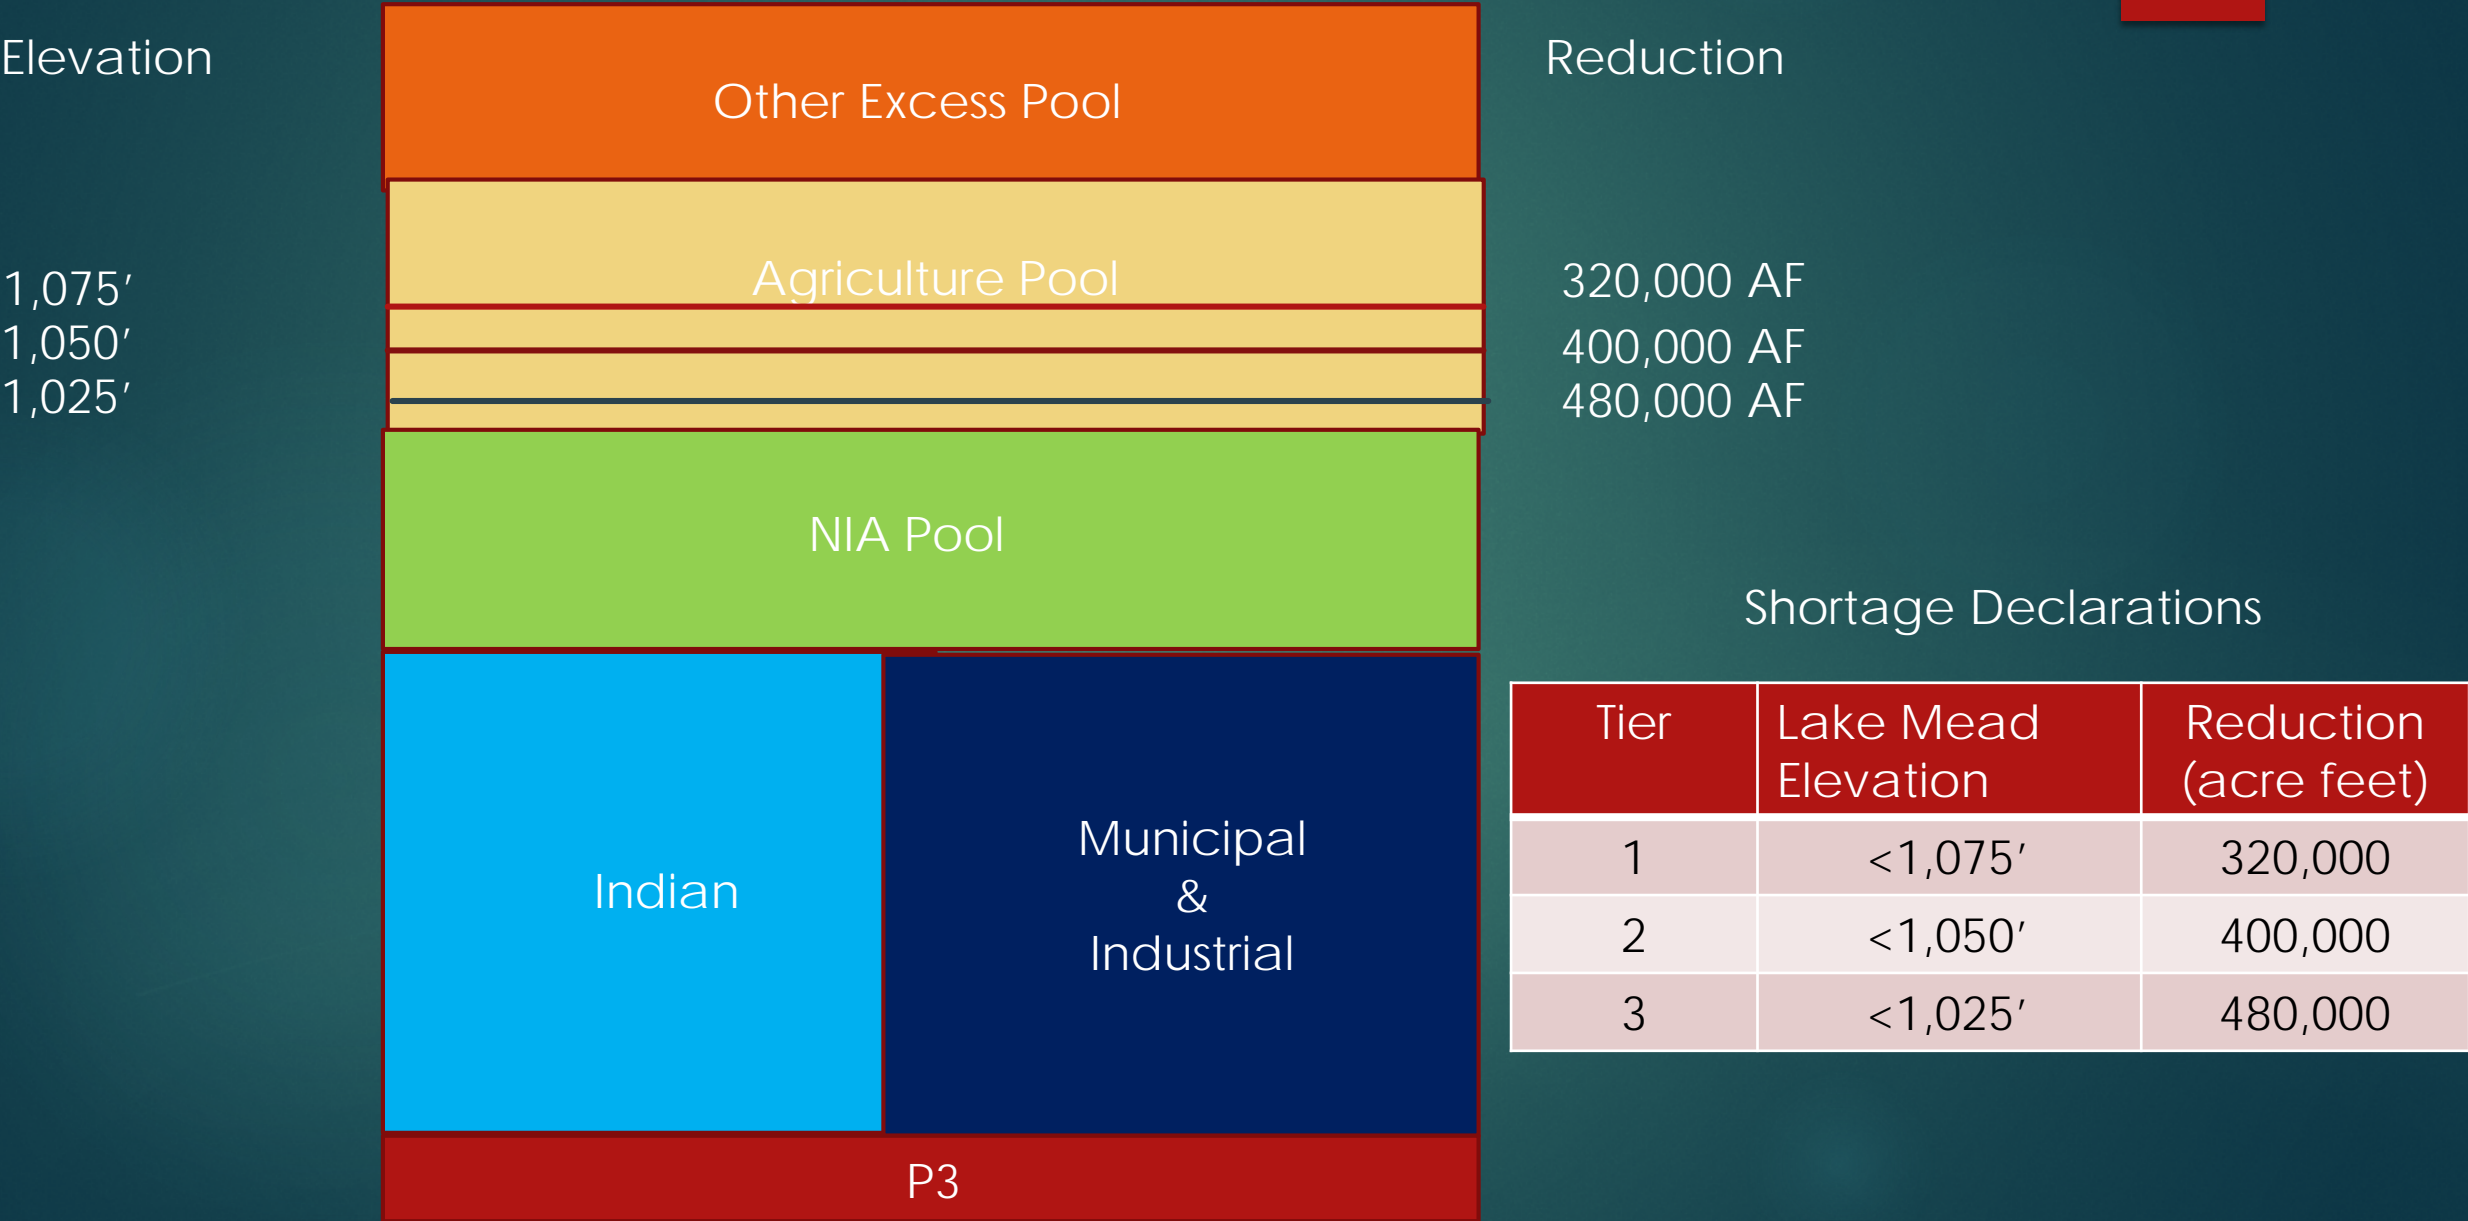 Elevation
Other Excess Pool
Reduction
Agriculture Pool
1,075’
320,000 AF
1,050’
400,000 AF
1,025’
480,000 AF
NIA Pool
Indian
Municipal
&
Industrial
P3
Shortage Declarations
Tier
Lake Mead
Elevation
Reduction
(acre feet)
1 <1,075’ 320,000
2 <1,050’ 400,000
3 <1,025’ 480,000